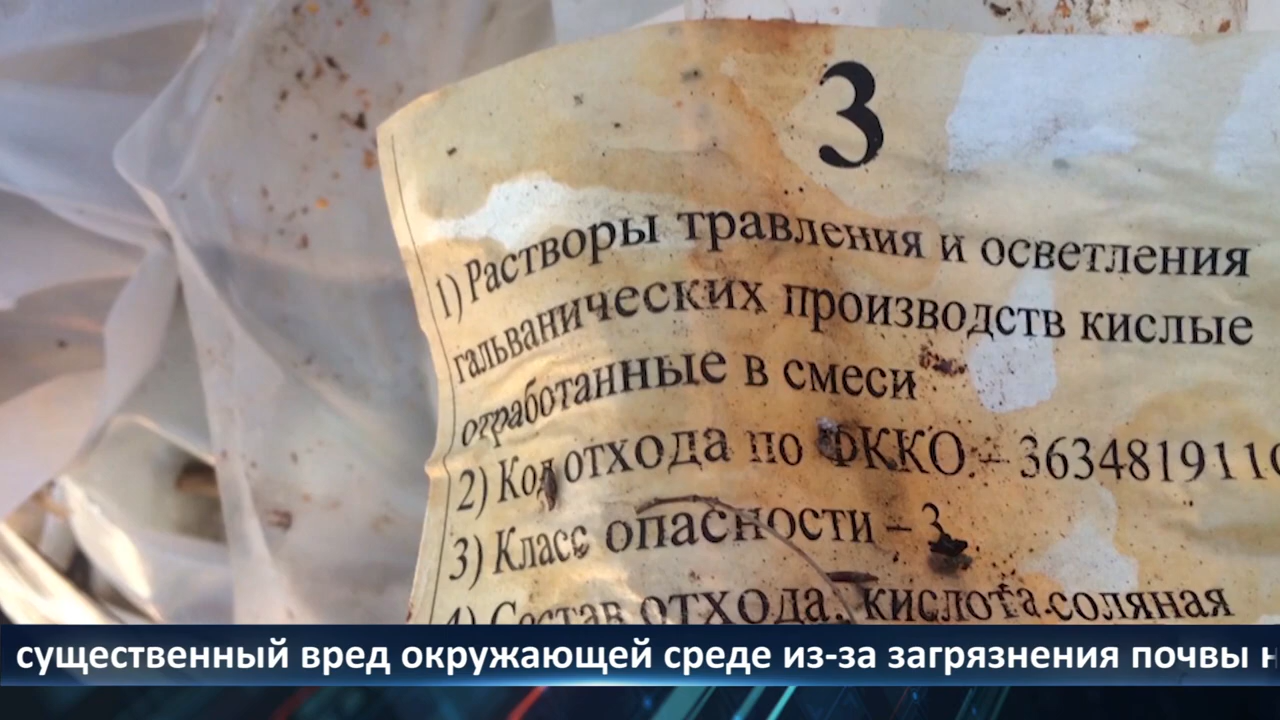 3
1) Растворы травления и осветления
гальванических производств кислые
отработанные в смеси
2) Код отхода по ФККО – 363481911
3) Класс опасности – 3
4) Состав отхода: кислота соляная
существенный вред окружающей среде из-за загрязнения почвы н